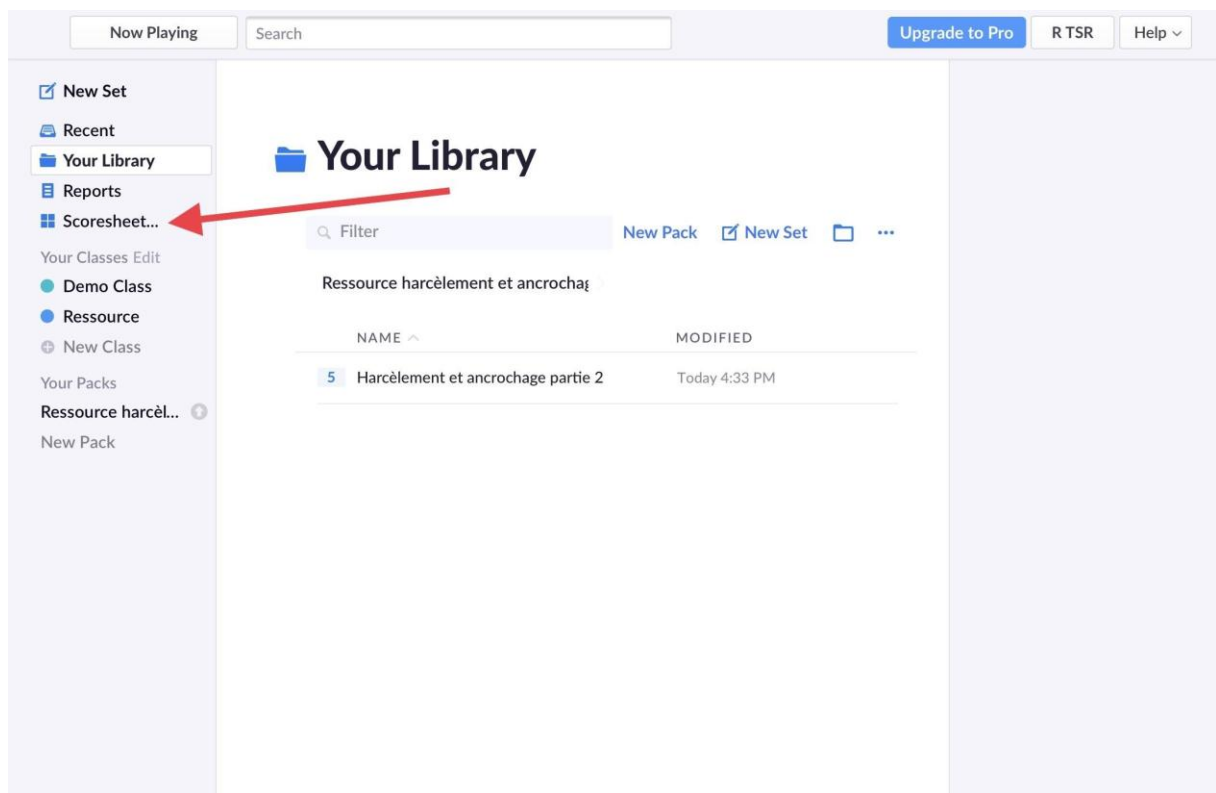 Now Playing Search Upgrade to Pro R TSR Help
New Set
Recent
Your Library
Reports
Scoresheet...
Your Classes Edit
Demo Class
Ressource
New Class
Your Packs
Ressource harcèl...
New Pack
Your Library
Filter New Pack New Set ...
Ressource harcèlement et ancrochag
NAME MODIFIED
5 Harcèlement et ancrochage partie 2 Today 4:33 PM